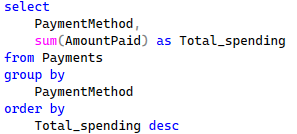 select
    PaymentMethod,
    sum(AmountPaid) as Total_spending
from Payments
group by
    PaymentMethod
order by
    Total_spending desc